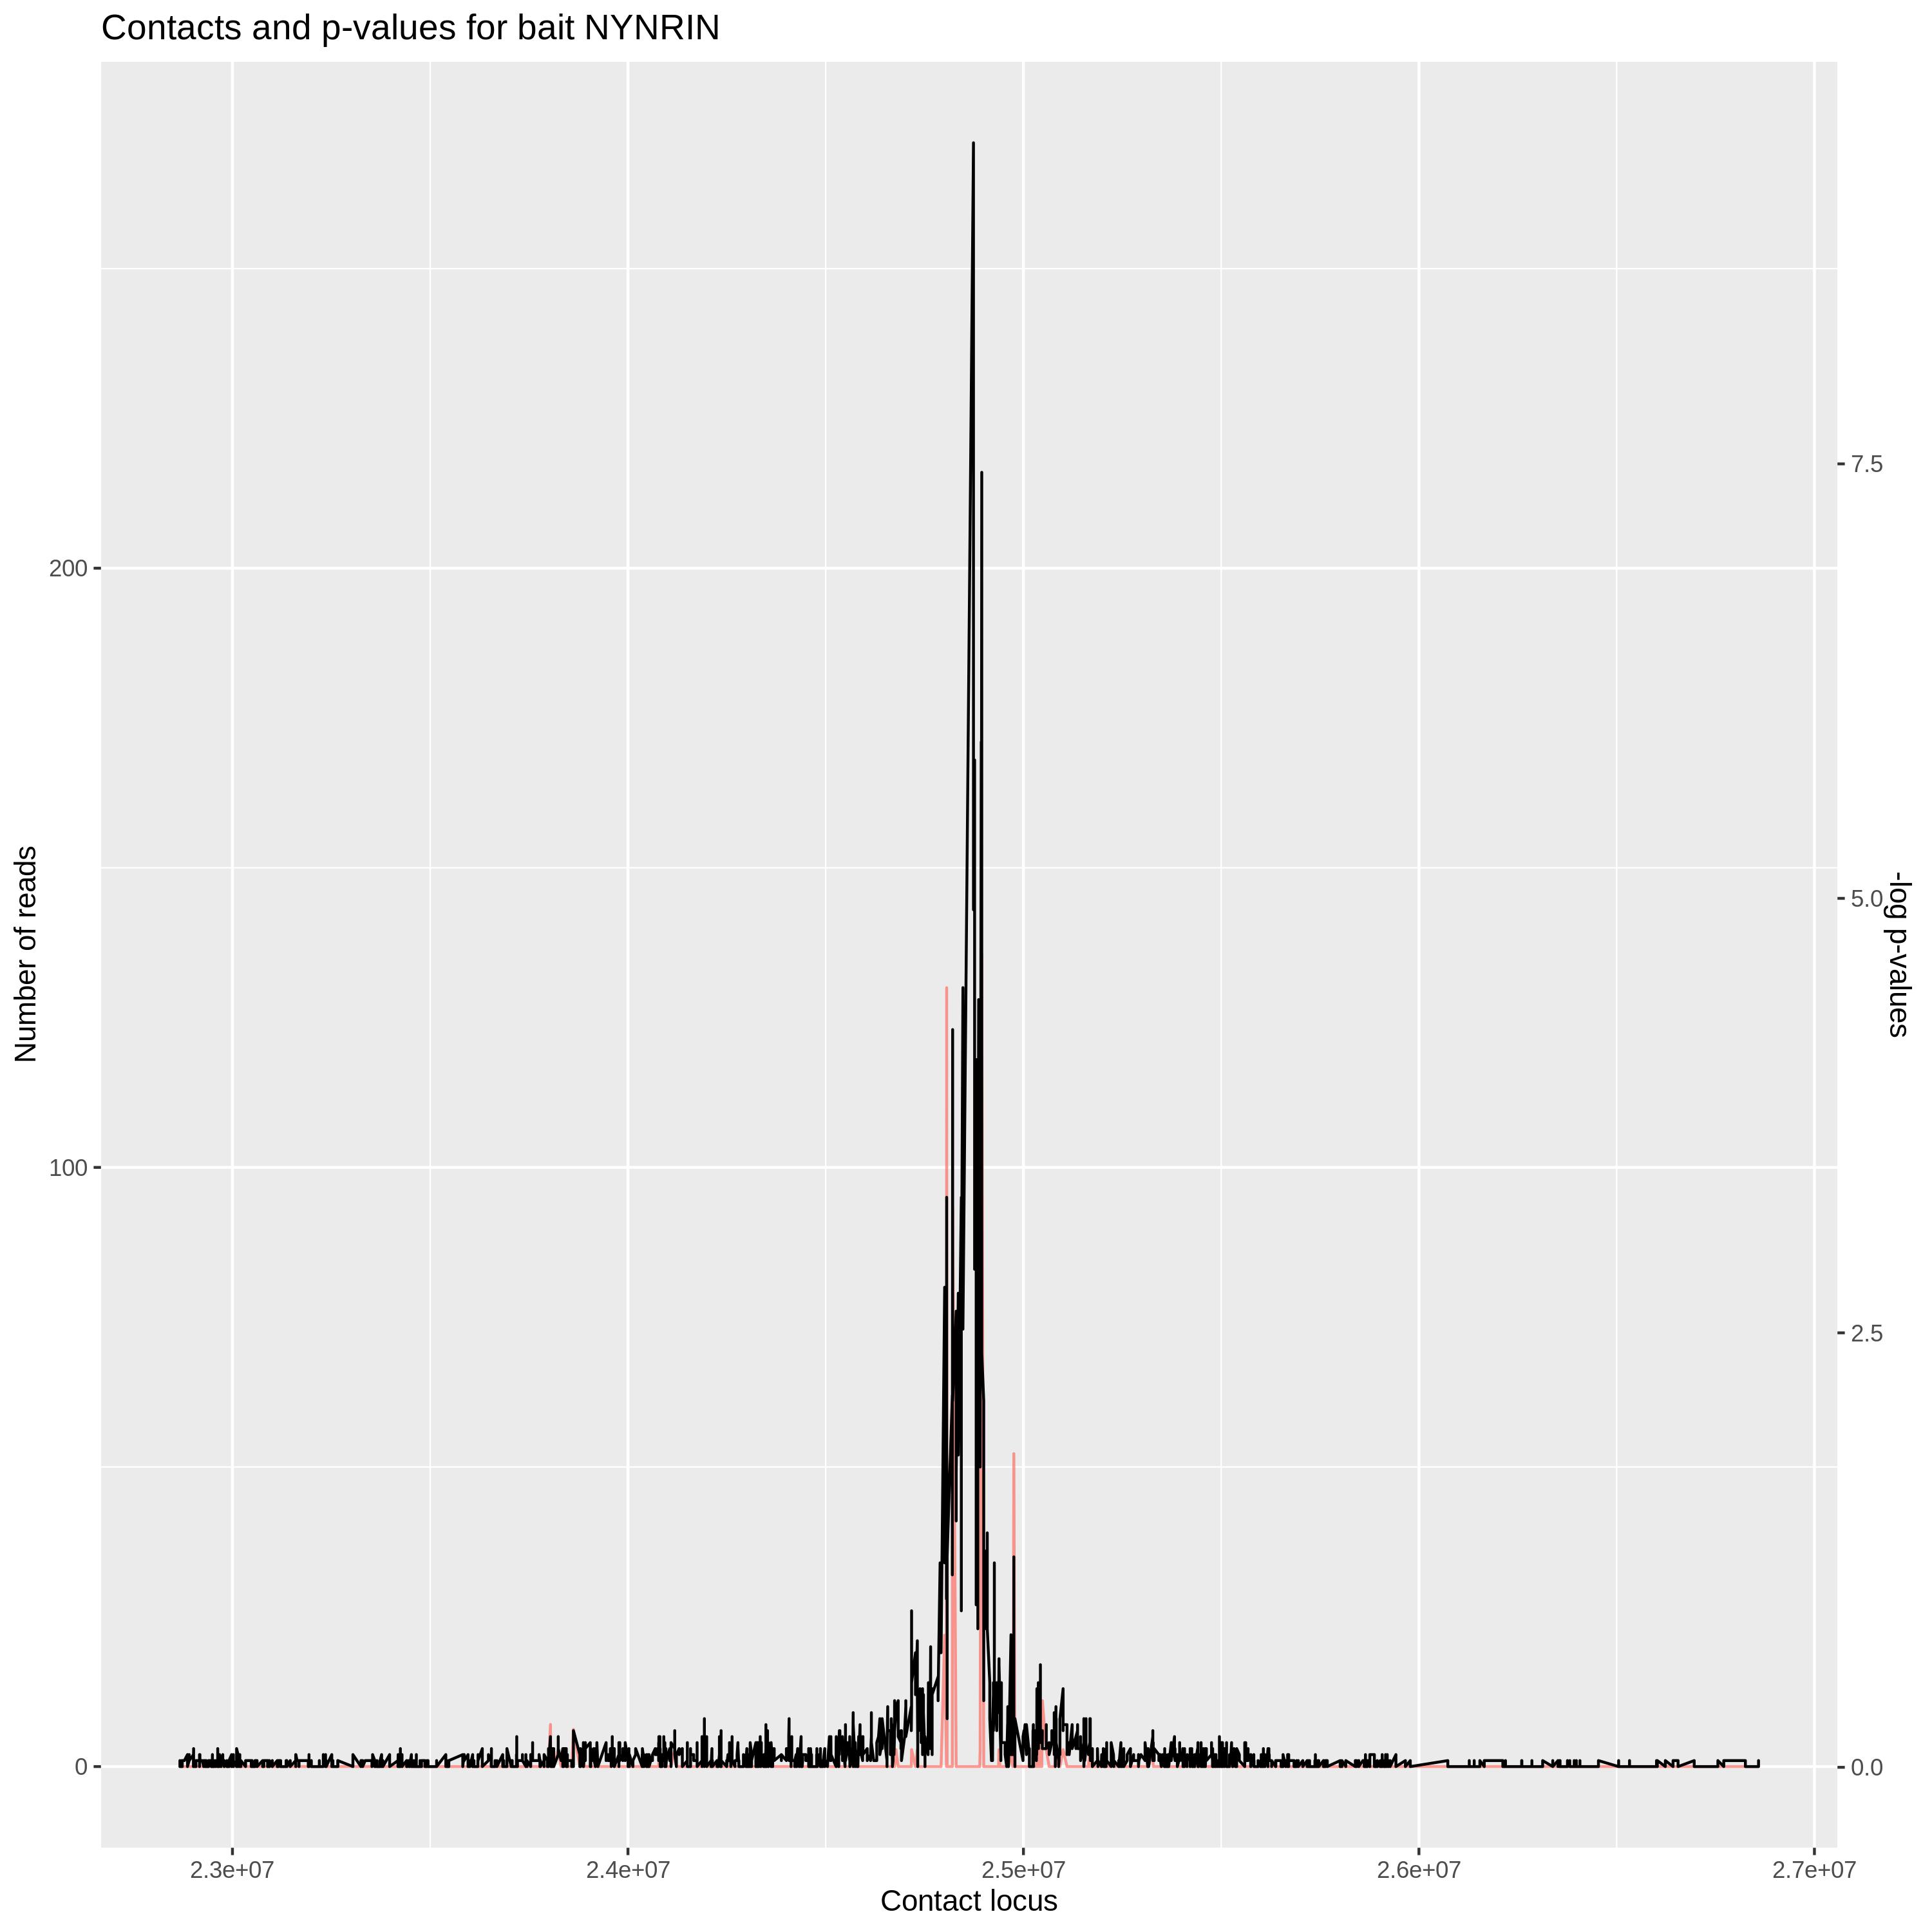 Contacts and p-values for bait NYNRIN
Number of reads
200
100
0
7.5
5.0
2.5
0.0
-log p-values
2.3e+07
2.4e+07
2.5e+07
2.6e+07
2.7e+07
Contact locus